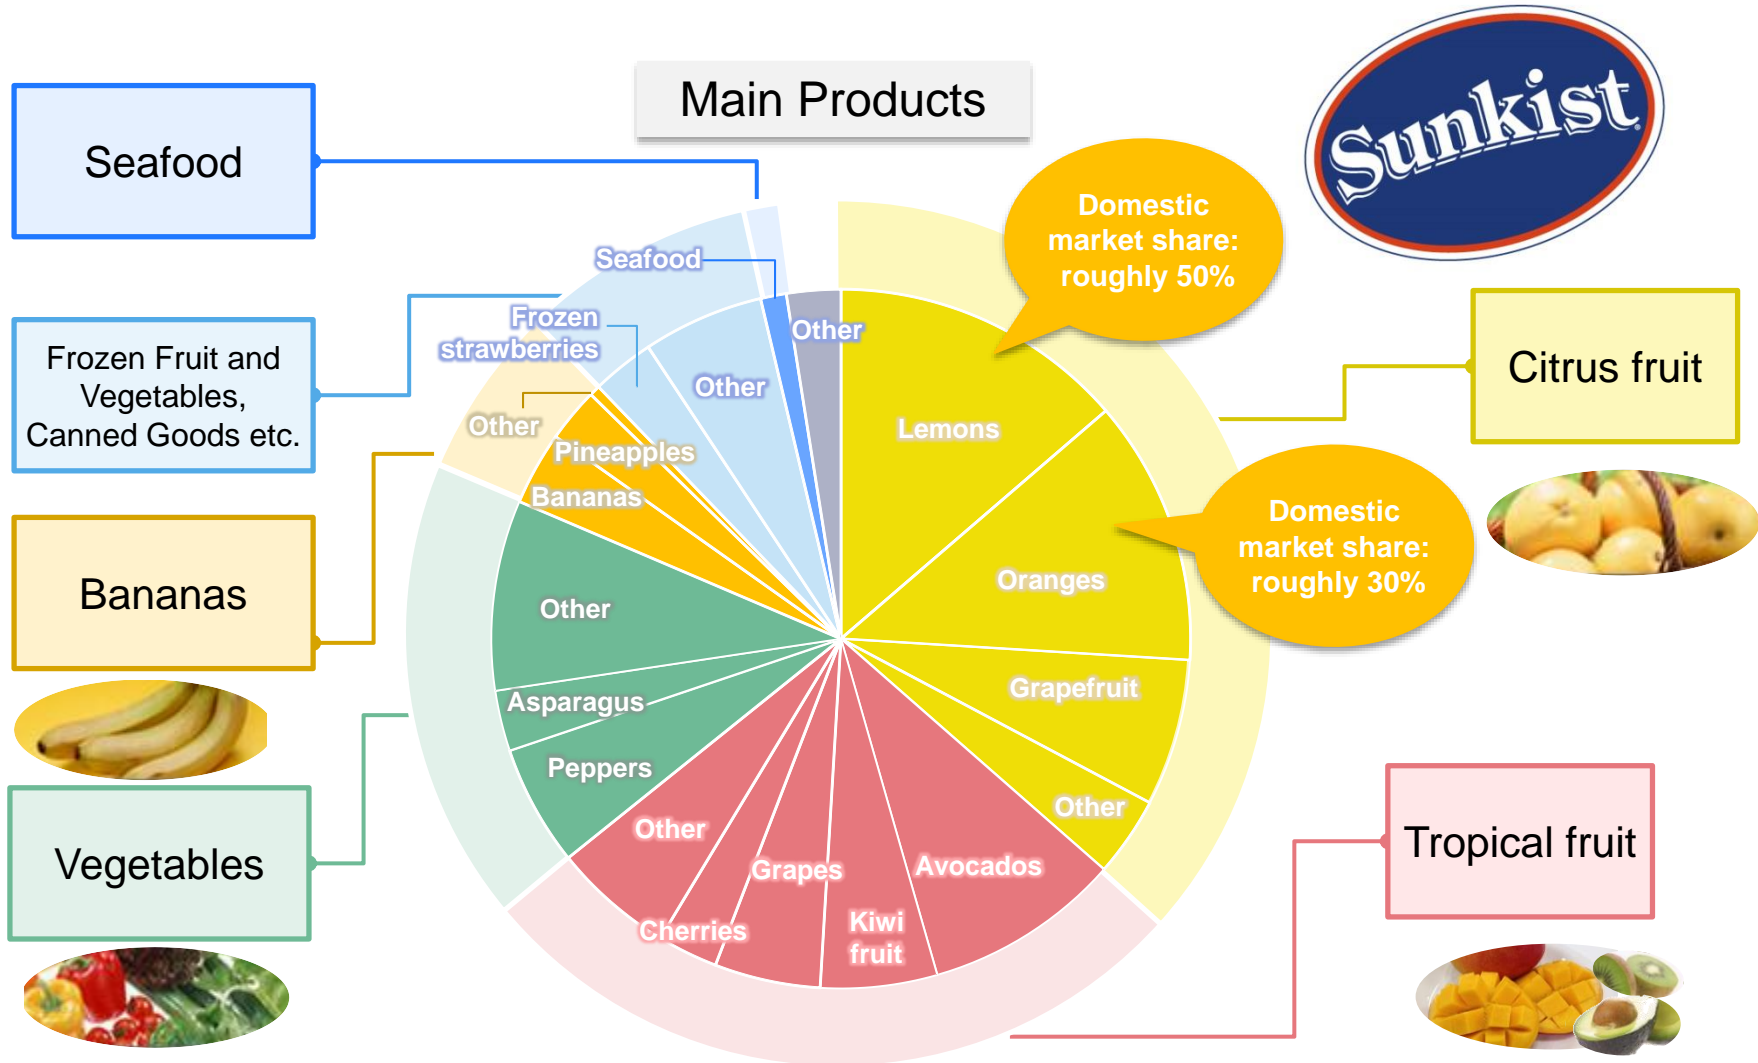 Main Products
Sunkist
Seafood
Frozen Fruit and
Vegetables,
Canned Goods etc.
Bananas
Vegetables
Citrus fruit
Tropical fruit
Domestic
market share:
roughly 50%
Domestic
market share:
roughly 30%
Lemons
Oranges
Grapefruit
Other
Avocados
Kiwi
fruit
Grapes
Cherries
Other
Peppers
Asparagus
Other
Bananas
Pineapples
Other
Frozen
strawberries
Other
Seafood
Other